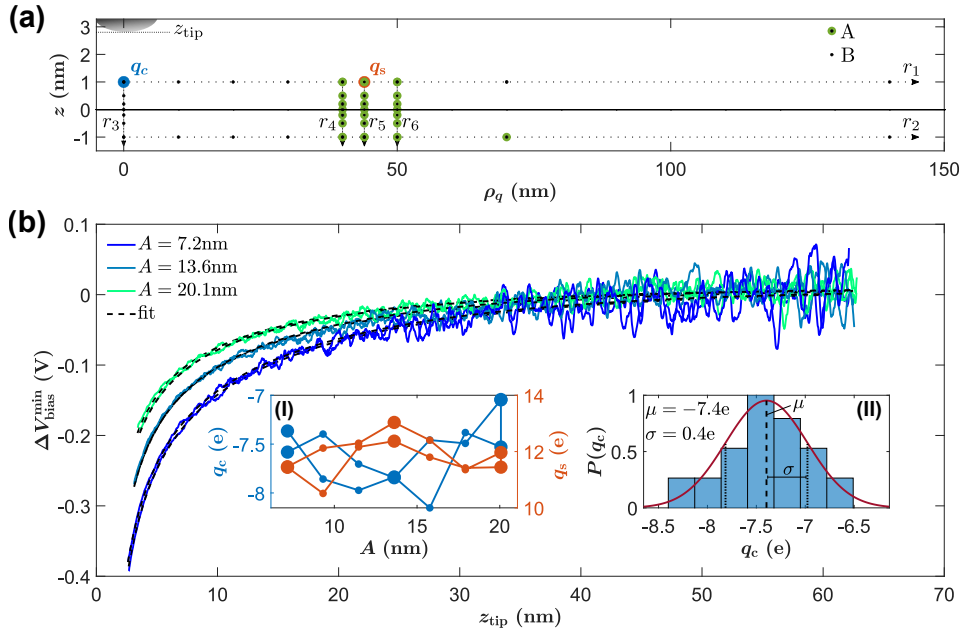 (a)
3
2
1
0
-1
z (nm)
z_tip
A
B
q_c
q_s
r_1
r_3
r_4
r_5
r_6
r_2
0
50
100
150
ρ_q (nm)
(b)
0.1
0
-0.1
-0.2
-0.3
-0.4
ΔV_bias^min (V)
A = 7.2nm
A = 13.6nm
A = 20.1nm
fit
(I)
-7
-7.5
-8
q_c (e)
14
12
10
q_s (e)
10
15
20
A (nm)
(II)
1
0.5
0
P(q_c)
μ = −7.4e
σ = 0.4e
μ
σ
-8.5
-8
-7.5
-7
-6.5
q_c (e)
0
10
20
30
40
50
60
70
z_tip (nm)